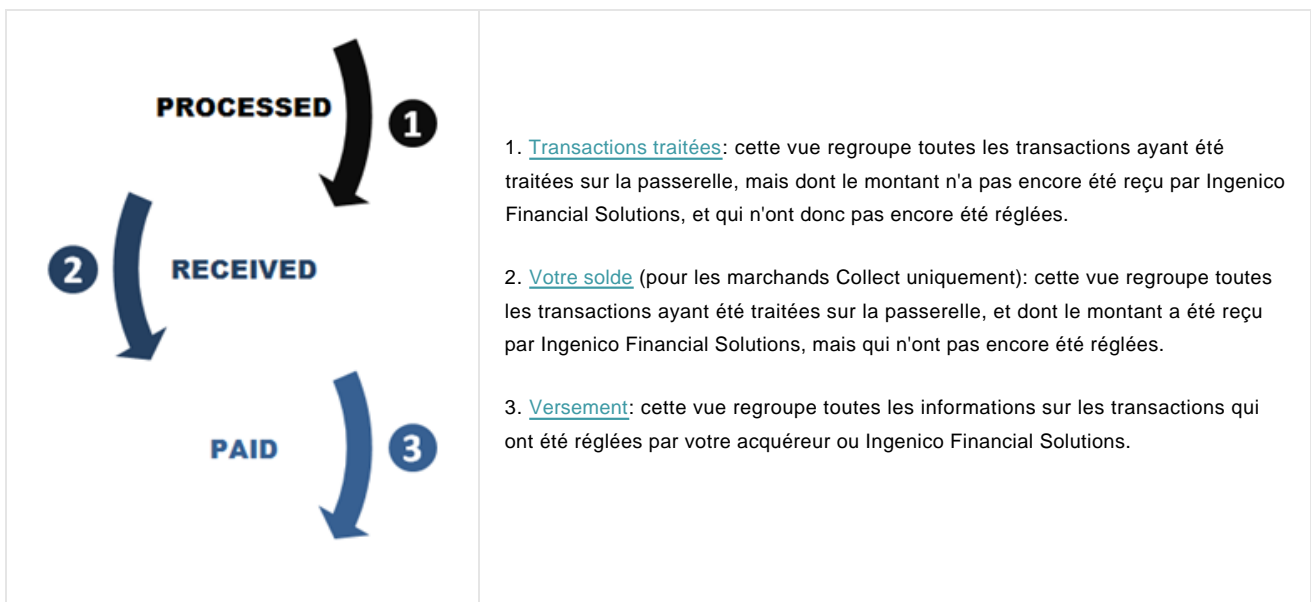 PROCESSED
1
2
RECEIVED
PAID
3
1. Transactions traitées: cette vue regroupe toutes les transactions ayant été
traitées sur la passerelle, mais dont le montant n'a pas encore été reçu par Ingenico
Financial Solutions, et qui n'ont donc pas encore été réglées.
2. Votre solde (pour les marchands Collect uniquement): cette vue regroupe toutes
les transactions ayant été traitées sur la passerelle, et dont le montant a été reçu
par Ingenico Financial Solutions, mais qui n'ont pas encore été réglées.
3. Versement: cette vue regroupe toutes les informations sur les transactions qui
ont été réglées par votre acquéreur ou Ingenico Financial Solutions.